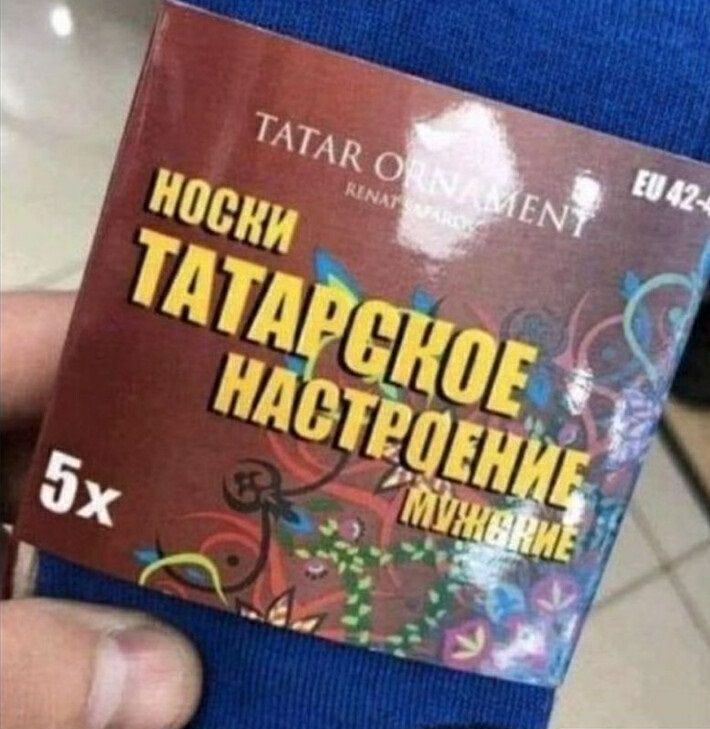 TATAR ORNAMENT
EU 42-
НОСКИ
ТАТАРСКОЕ
НАСТРОЕНИЕ
МУЖСКИЕ
5x